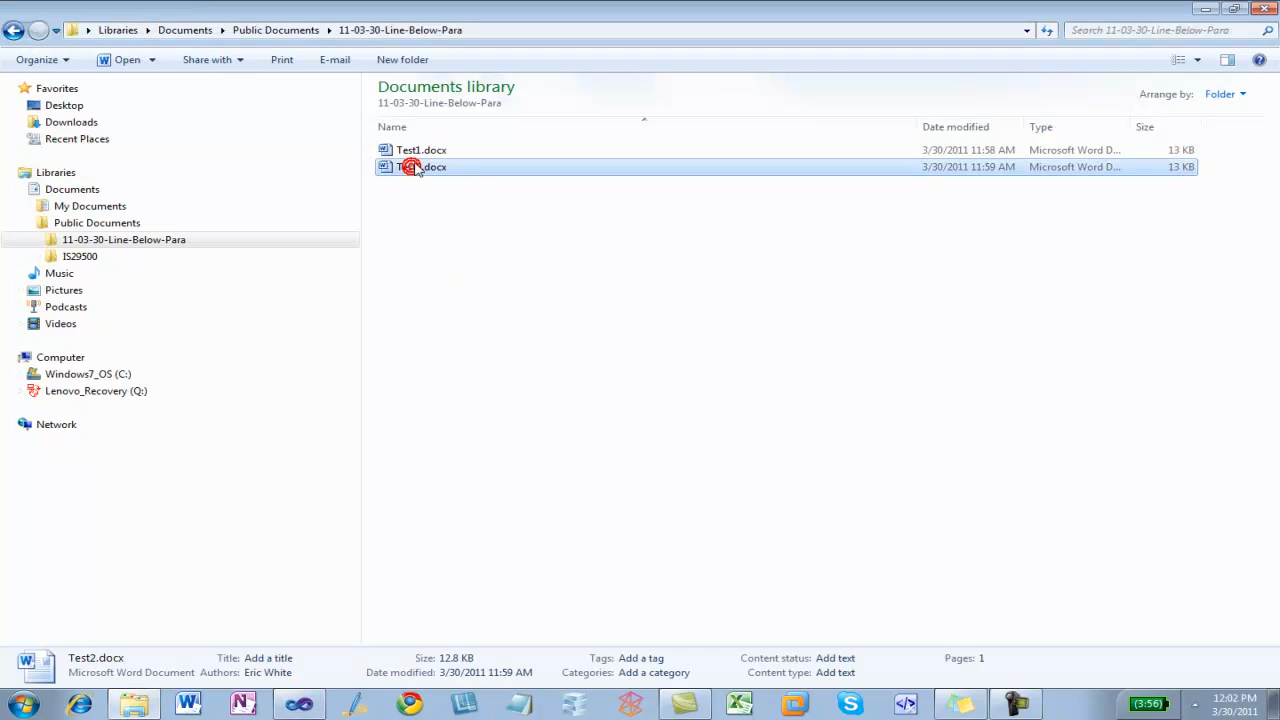 Libraries Documents Public Documents 11-03-30-Line-Below-Para Search 11-03-30-Line-Below-Para
Organize Open Share with Print E-mail New folder
Favorites
Desktop
Downloads
Recent Places
Libraries
Documents
My Documents
Public Documents
11-03-30-Line-Below-Para
IS29500
Music
Pictures
Podcasts
Videos
Computer
Windows7_OS (C:)
Lenovo_Recovery (Q:)
Network
Documents library
11-03-30-Line-Below-Para
Arrange by: Folder
Name Date modified Type Size
Test1.docx 3/30/2011 11:58 AM Microsoft Word D... 13 KB
.docx 3/30/2011 11:59 AM Microsoft Word D... 13 KB
Test2.docx Title: Add a title Size: 12.8 KB Tags: Add a tag Content status: Add text Pages: 1
Microsoft Word Document Authors: Eric White Date modified: 3/30/2011 11:59 AM Categories: Add a category Content type: Add text
(3:56) 12:02 PM
3/30/2011